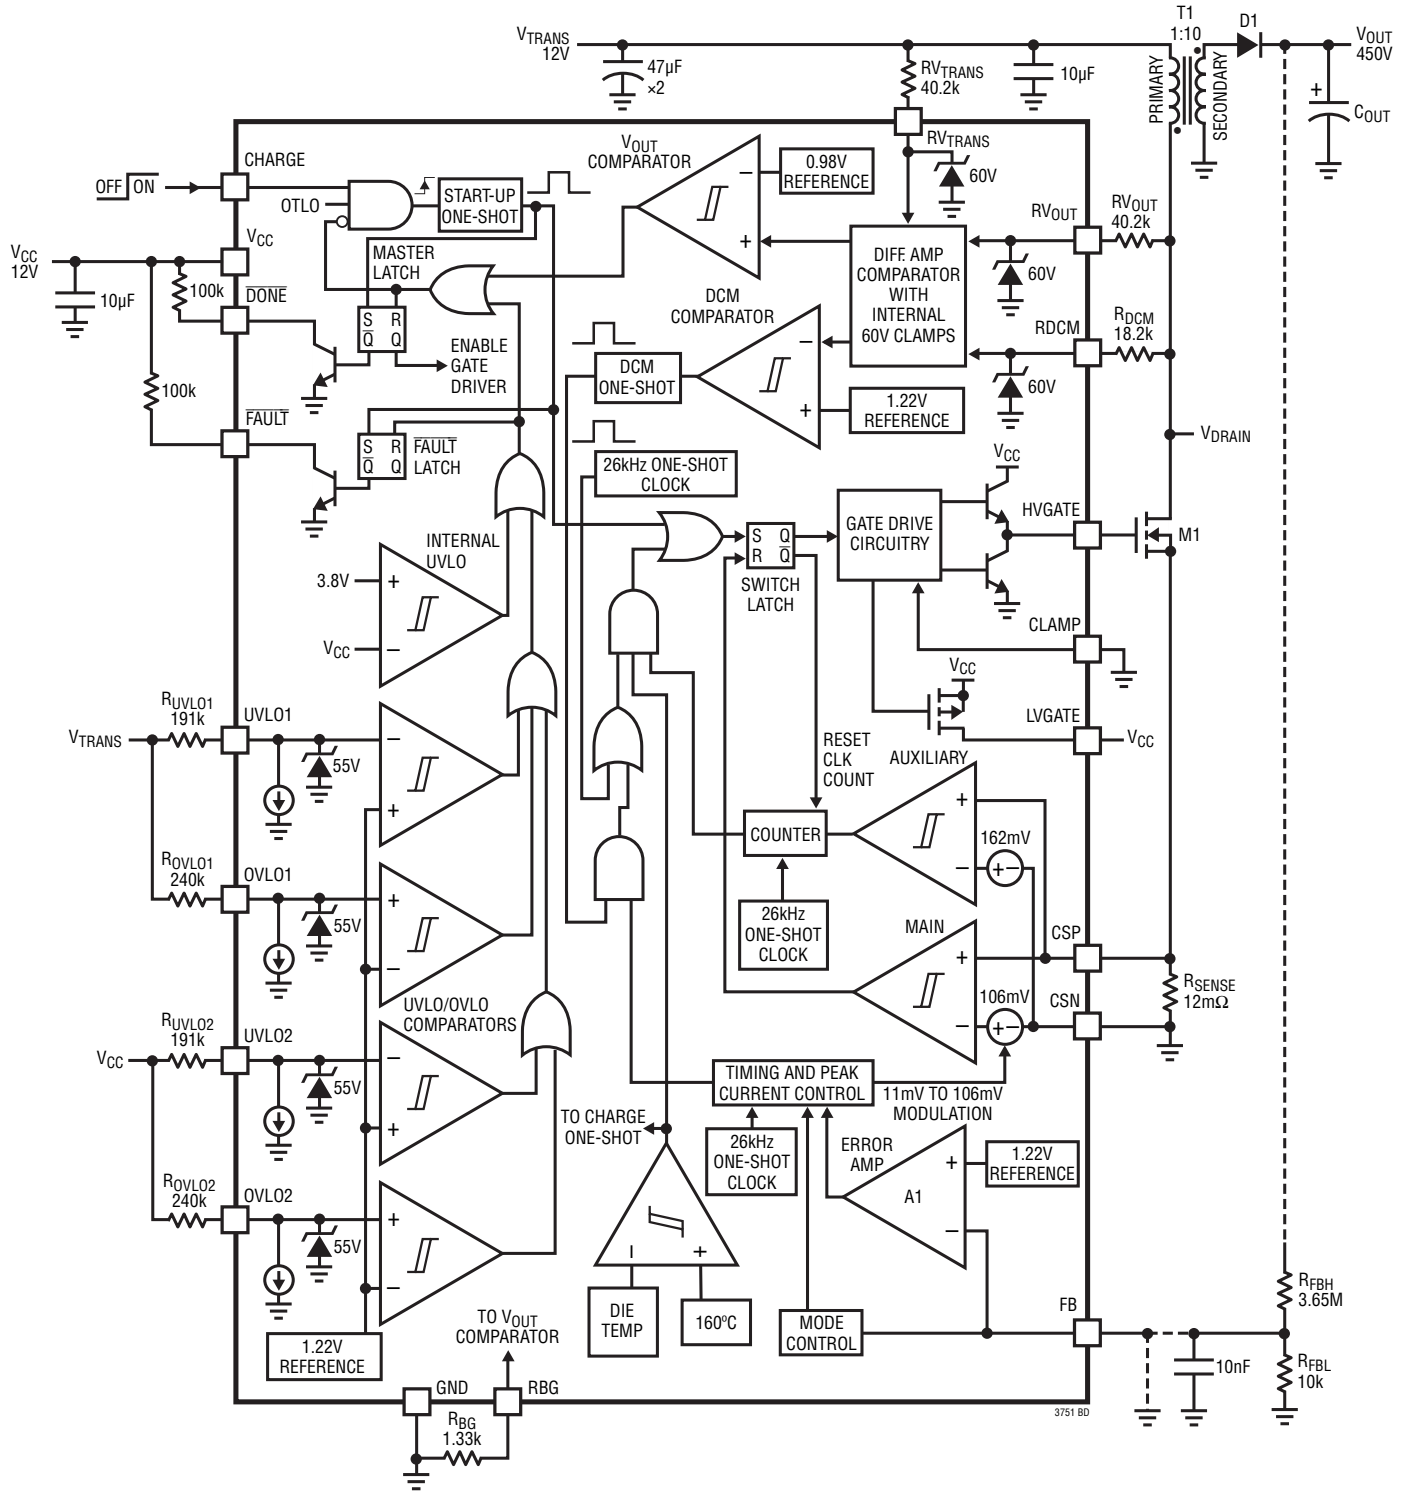 T1
1:10
D1
VTRANS
12V
VOUT
450V
47µF
×2
RVTRANS
40.2k
10µF
PRIMARY
SECONDARY
+
COUT
RVTRANS
60V
CHARGE
OFF ON
OTLO
START-UP
ONE-SHOT
VOUT
COMPARATOR
−
+
0.98V
REFERENCE
RVOUT
RVOUT
40.2k
60V
VCC
12V
VCC
10µF
100k
DONE
MASTER
LATCH
S R
Q Q
ENABLE
GATE
DRIVER
DIFF. AMP
COMPARATOR
WITH
INTERNAL
60V CLAMPS
DCM
COMPARATOR
−
+
RDCM
RDCM
18.2k
60V
DCM
ONE-SHOT
1.22V
REFERENCE
100k
FAULT
S R
Q Q
FAULT
LATCH
VDRAIN
26kHz ONE-SHOT
CLOCK
VCC
GATE DRIVE
CIRCUITRY
HVGATE
M1
S Q
R Q
SWITCH
LATCH
INTERNAL
UVLO
3.8V
+
VCC
−
CLAMP
VCC
LVGATE
VCC
RUVLO1
191k
UVLO1
VTRANS
55V
−
+
RESET
CLK
COUNT
AUXILIARY
+
−
162mV
+−
COUNTER
26kHz
ONE-SHOT
CLOCK
ROVLO1
240k
OVLO1
55V
+
−
MAIN
+
−
106mV
+−
CSP
CSN
RSENSE
12mΩ
UVLO/OVLO
COMPARATORS
RUVLO2
191k
UVLO2
VCC
55V
−
+
TIMING AND PEAK
CURRENT CONTROL
11mV TO 106mV
MODULATION
TO CHARGE
ONE-SHOT
26kHz
ONE-SHOT
CLOCK
ERROR
AMP
A1
+
−
1.22V
REFERENCE
ROVLO2
240k
OVLO2
55V
+
−
− +
DIE
TEMP
160ºC
MODE
CONTROL
FB
RFBH
3.65M
10nF
RFBL
10k
1.22V
REFERENCE
TO VOUT
COMPARATOR
GND
RBG
RBG
1.33k
3751 BD